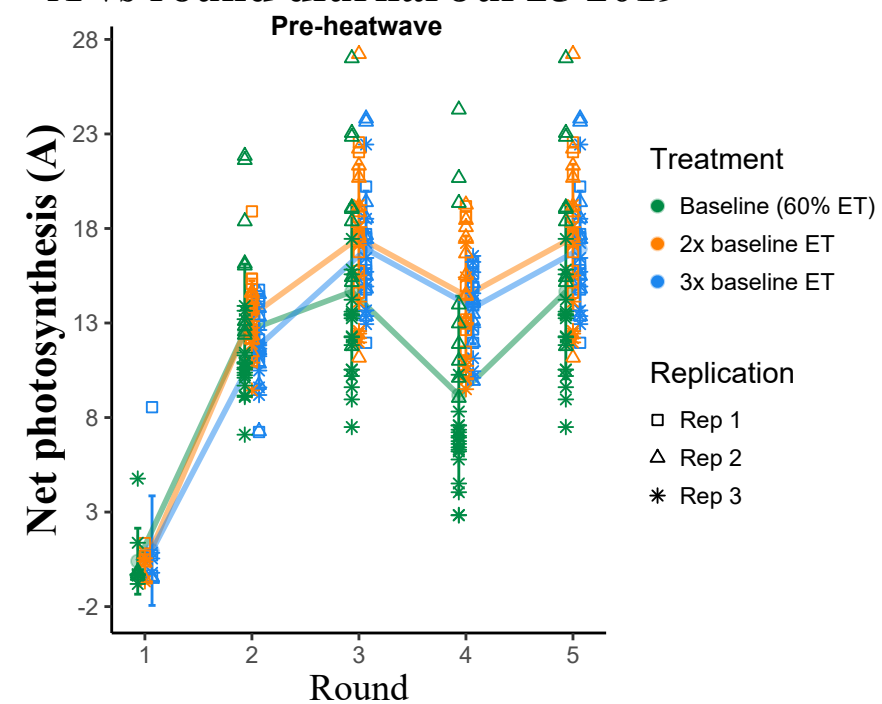 Pre-heatwave
28
23
18
13
8
3
-2
Net photosynthesis (A)
1 2 3 4 5
Round
Treatment
Baseline (60% ET)
2x baseline ET
3x baseline ET
Replication
Rep 1
Rep 2
Rep 3